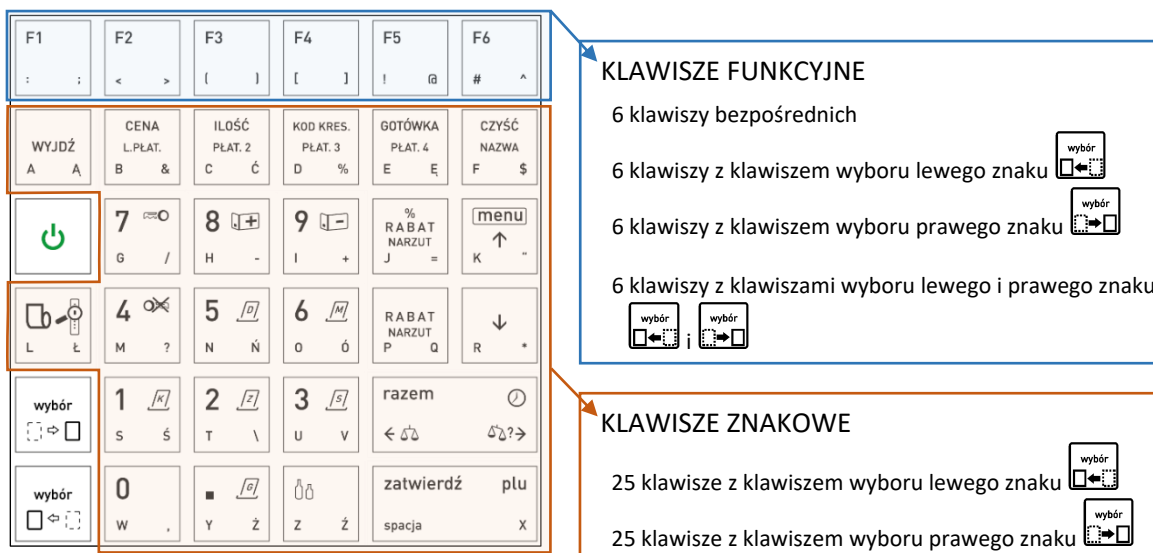 F1 F2 F3 F4 F5 F6
: ; < > ( ) [ ] ! @ # ^
WYJDŹ CENA ILOŚĆ KOD KRES. GOTÓWKA CZYŚĆ
L.PŁAT. PŁAT. 2 PŁAT. 3 PŁAT. 4 NAZWA
A Ą B & C Ć D % E Ę F $
7 8 9 % RABAT NARZUT menu ↑
G / H - I + J = K ¨
4 5 D 6 M RABAT NARZUT ↓
L Ł M ? N Ń O Ó P Q R *
wybór 1 K 2 Z 3 S razem
S Ś T \ U V ← ?→
wybór 0 . G zatwierdź plu
W , Y Ż Z Ź spacja X
KLAWISZE FUNKCYJNE
6 klawiszy bezpośrednich
6 klawiszy z klawiszem wyboru lewego znaku wybór
6 klawiszy z klawiszem wyboru prawego znaku wybór
6 klawiszy z klawiszami wyboru lewego i prawego znaku
wybór i wybór
KLAWISZE ZNAKOWE
25 klawisze z klawiszem wyboru lewego znaku wybór
25 klawisze z klawiszem wyboru prawego znaku wybór